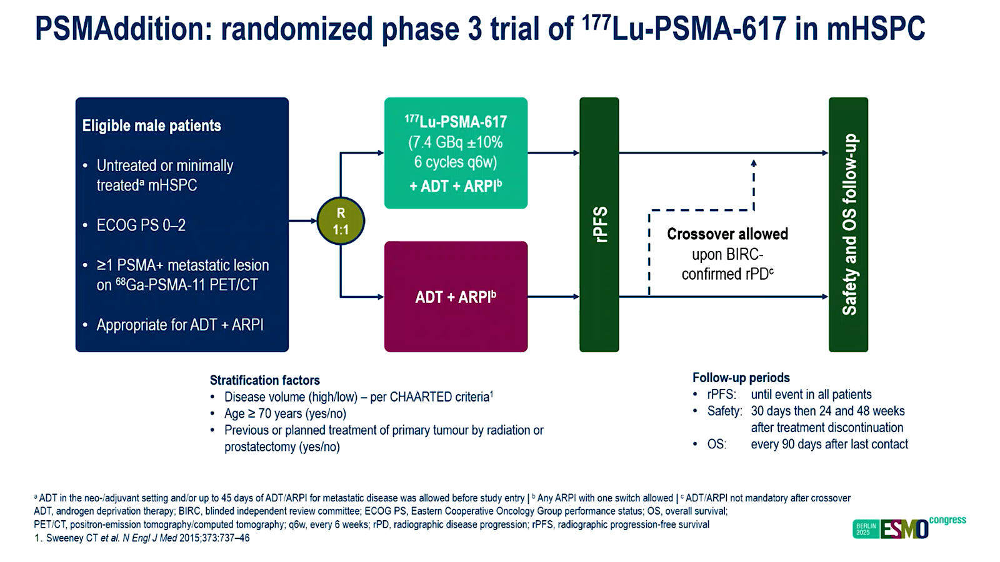 PSMAddition: randomized phase 3 trial of ¹⁷⁷Lu-PSMA-617 in mHSPC
Eligible male patients
• Untreated or minimally
treatedᵃ mHSPC
• ECOG PS 0–2
• ≥1 PSMA+ metastatic lesion
on ⁶⁸Ga-PSMA-11 PET/CT
• Appropriate for ADT + ARPI
R
1:1
¹⁷⁷Lu-PSMA-617
(7.4 GBq ±10%
6 cycles q6w)
+ ADT + ARPIᵇ
ADT + ARPIᵇ
rPFS
Crossover allowed
upon BIRC-
confirmed rPDᶜ
Safety and OS follow-up
Stratification factors
• Disease volume (high/low) – per CHAARTED criteria¹
• Age ≥ 70 years (yes/no)
• Previous or planned treatment of primary tumour by radiation or
prostatectomy (yes/no)
Follow-up periods
• rPFS: until event in all patients
• Safety: 30 days then 24 and 48 weeks
after treatment discontinuation
• OS: every 90 days after last contact
ᵃ ADT in the neo-/adjuvant setting and/or up to 45 days of ADT/ARPI for metastatic disease was allowed before study entry | ᵇ Any ARPI with one switch allowed | ᶜ ADT/ARPI not mandatory after crossover
ADT, androgen deprivation therapy; BIRC, blinded independent review committee; ECOG PS, Eastern Cooperative Oncology Group performance status; OS, overall survival;
PET/CT, positron-emission tomography/computed tomography; q6w, every 6 weeks; rPD, radiographic disease progression; rPFS, radiographic progression-free survival
1. Sweeney CT et al. N Engl J Med 2015;373:737–46
BERLIN
2025
ESMO congress